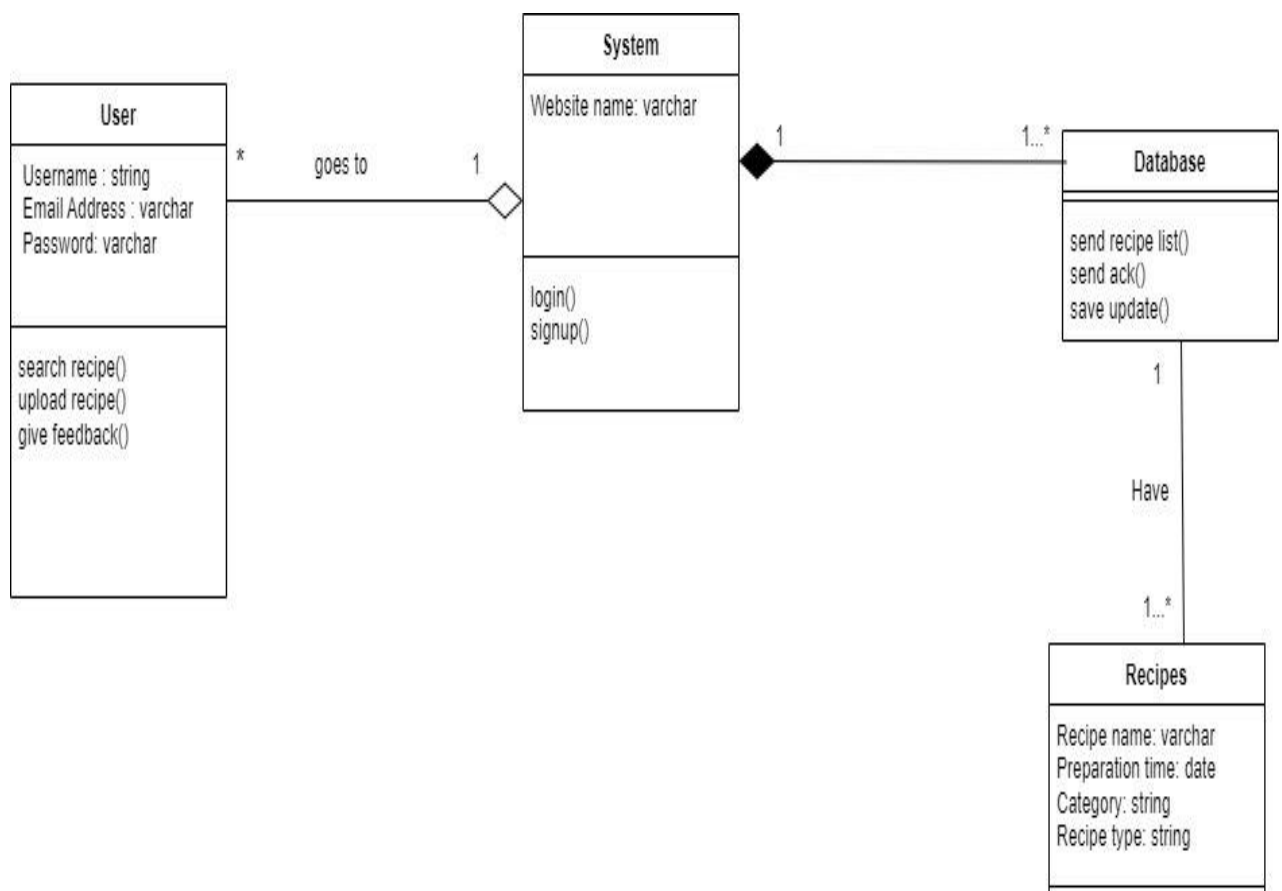 System
Website name: varchar
login()
signup()
User
Username : string
Email Address : varchar
Password: varchar
search recipe()
upload recipe()
give feedback()
*
goes to
1
1
1...*
Database
send recipe list()
send ack()
save update()
1
Have
1...*
Recipes
Recipe name: varchar
Preparation time: date
Category: string
Recipe type: string